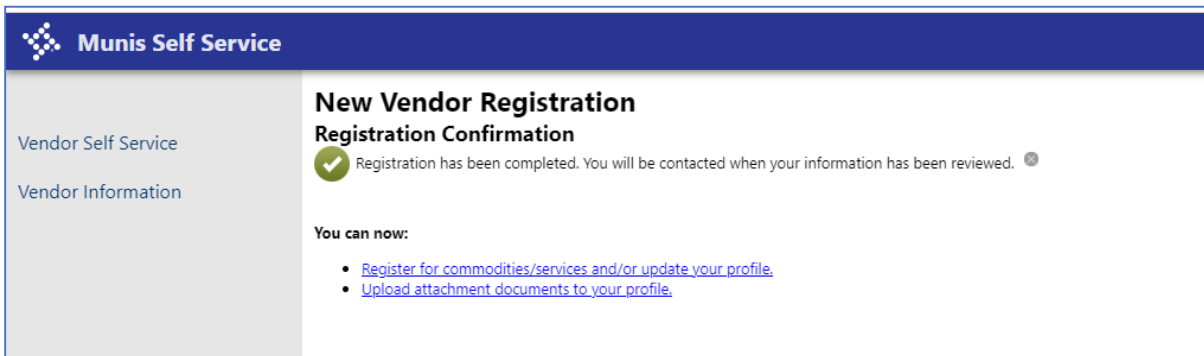 Munis Self Service
Vendor Self Service
Vendor Information
New Vendor Registration
Registration Confirmation
Registration has been completed. You will be contacted when your information has been reviewed.
You can now:
Register for commodities/services and/or update your profile.
Upload attachment documents to your profile.